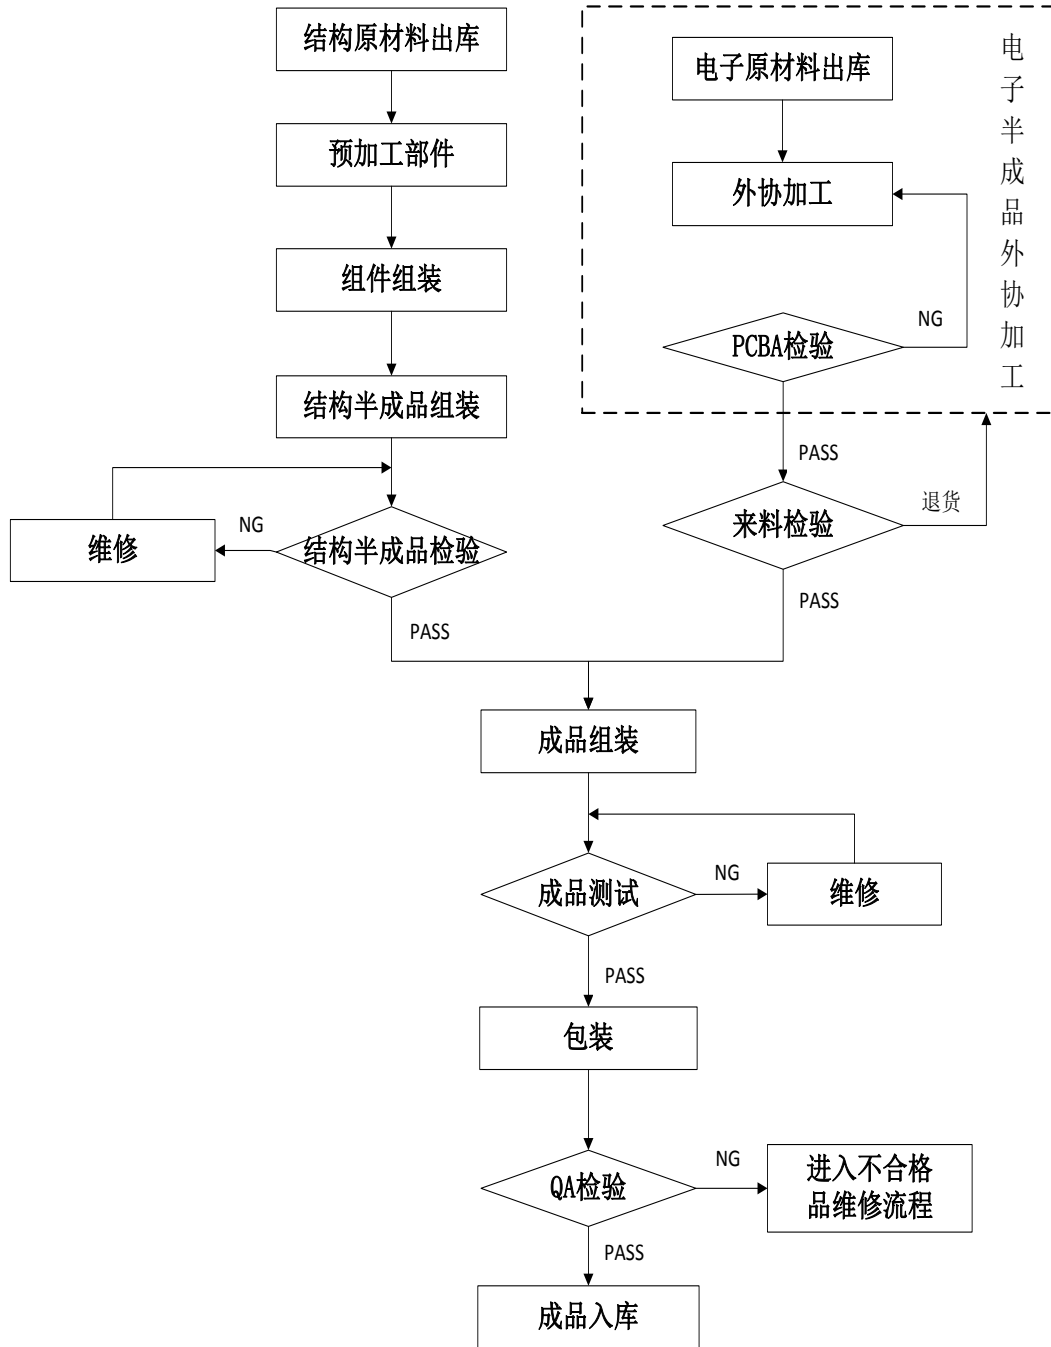 结构原材料出库
预加工部件
组件组装
结构半成品组装
NG
维修
结构半成品检验
PASS
电子原材料出库
外协加工
NG
PCBA检验
电子半成品外协加工
PASS
退货
来料检验
PASS
成品组装
成品测试
NG
维修
PASS
包装
QA检验
NG
进入不合格
品维修流程
PASS
成品入库